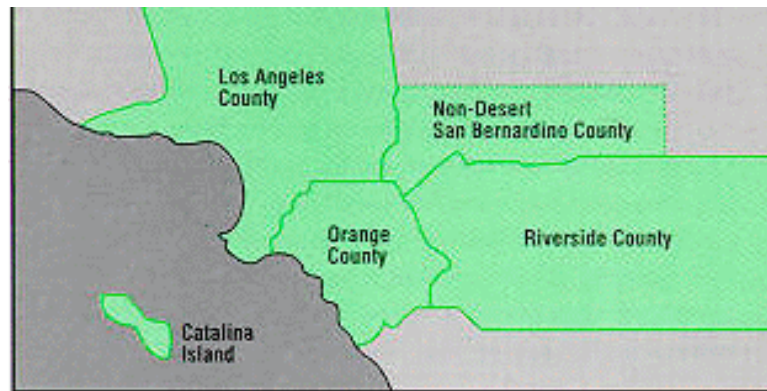 Los Angeles
County
Non-Desert
San Bernardino County
Orange
County
Riverside County
Catalina
Island